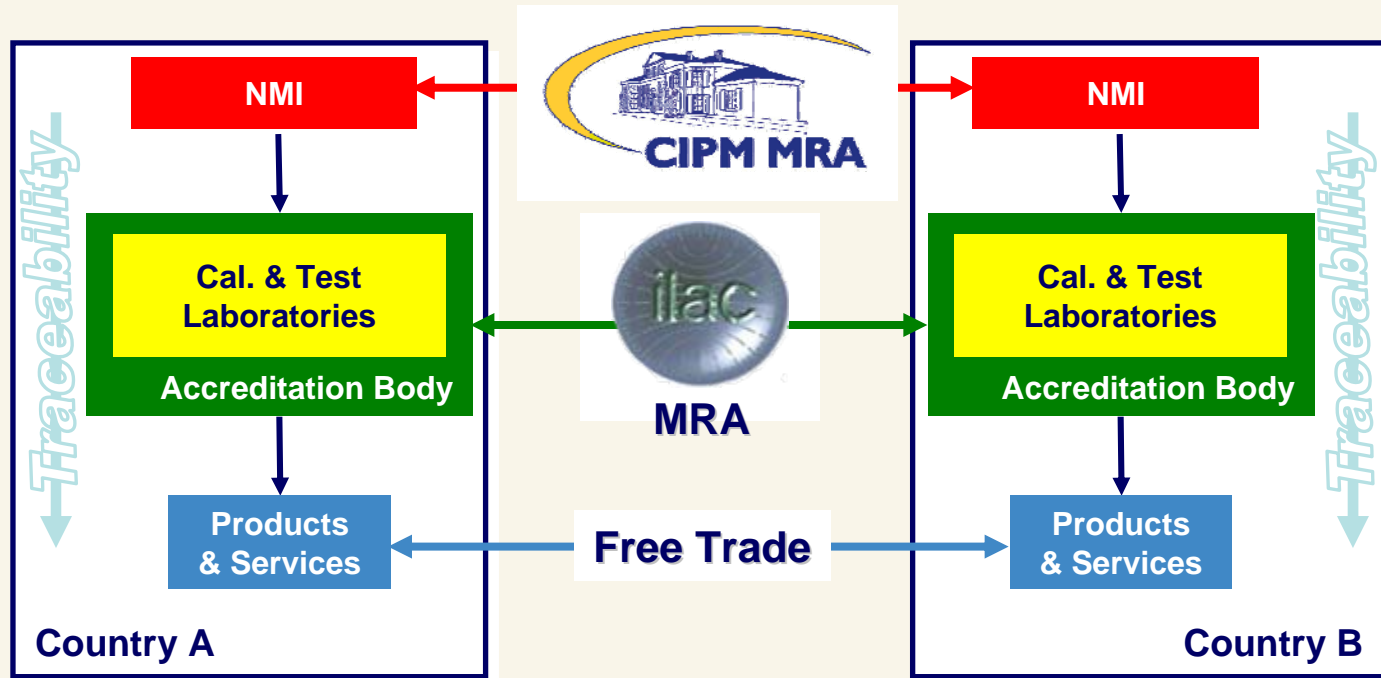 NMI
Traceability
Cal. & Test
Laboratories
Accreditation Body
Products
& Services
Country A
CIPM MRA
ilac
MRA
Free Trade
NMI
Traceability
Cal. & Test
Laboratories
Accreditation Body
Products
& Services
Country B